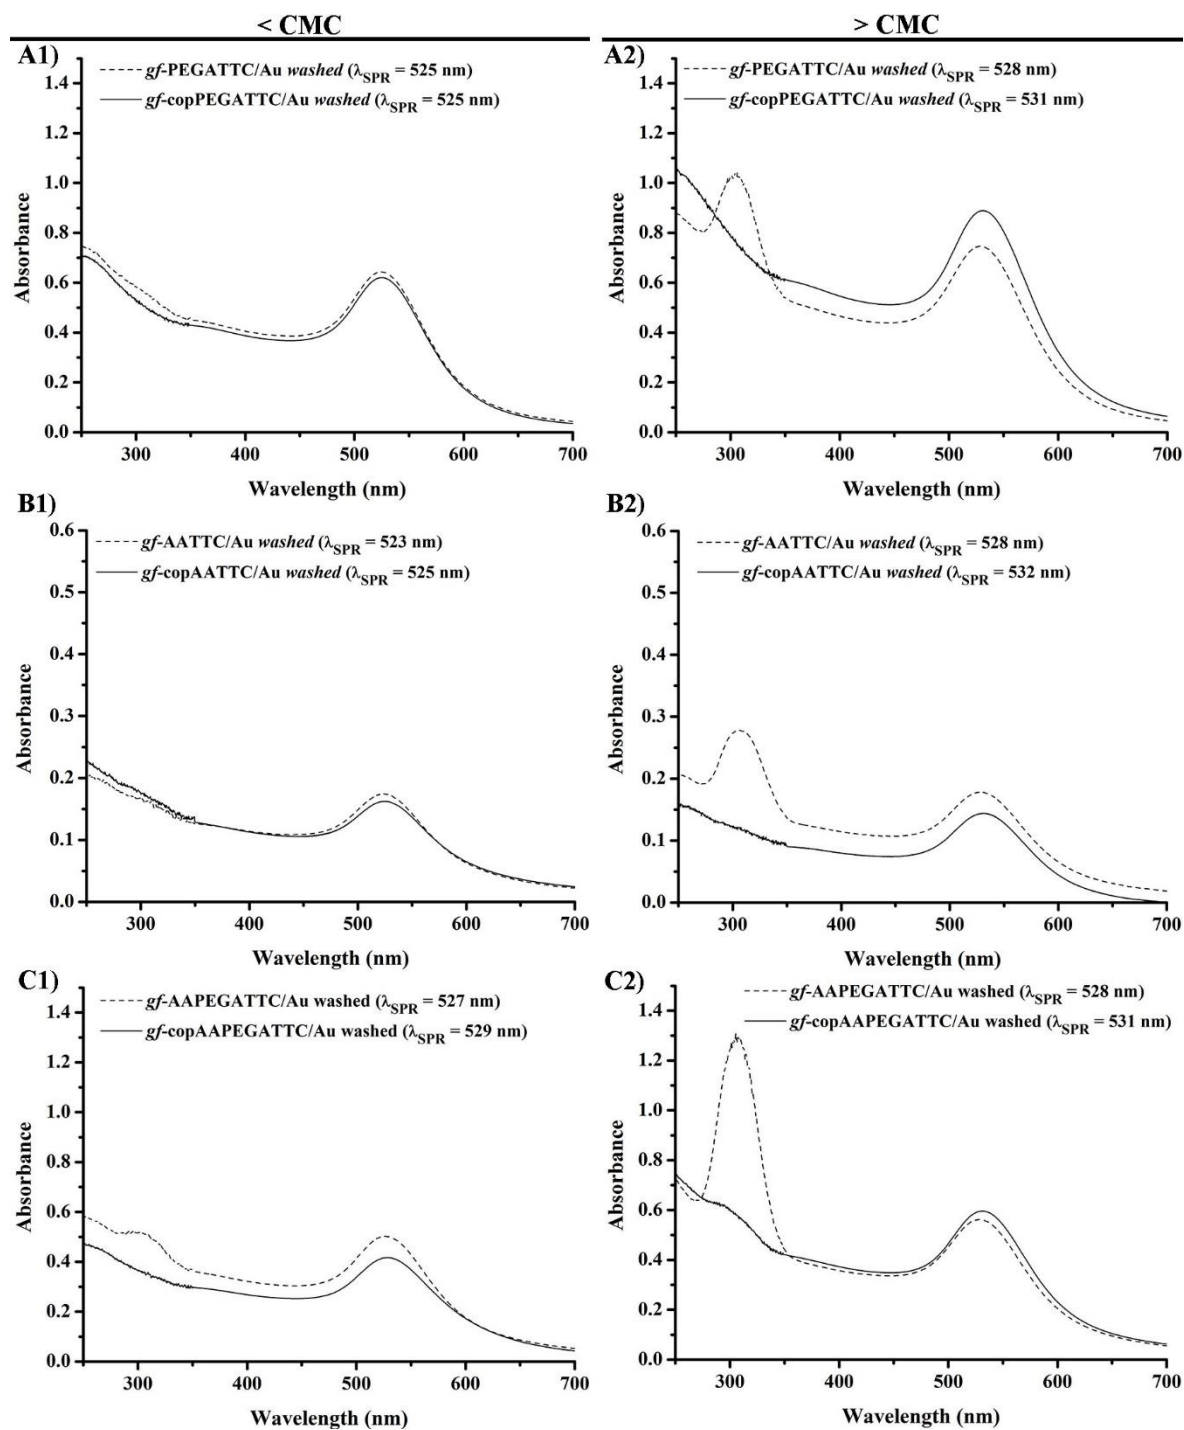 < CMC
> CMC
A1)
gf-PEGATTC/Au washed (λSPR = 525 nm)
gf-copPEGATTC/Au washed (λSPR = 525 nm)
1.4
1.2
1.0
0.8
0.6
0.4
0.2
0.0
Absorbance
300 400 500 600 700
Wavelength (nm)
A2)
gf-PEGATTC/Au washed (λSPR = 528 nm)
gf-copPEGATTC/Au washed (λSPR = 531 nm)
1.4
1.2
1.0
0.8
0.6
0.4
0.2
0.0
Absorbance
300 400 500 600 700
Wavelength (nm)
B1)
gf-AATTC/Au washed (λSPR = 523 nm)
gf-copAATTC/Au washed (λSPR = 525 nm)
0.6
0.5
0.4
0.3
0.2
0.1
0.0
Absorbance
300 400 500 600 700
Wavelength (nm)
B2)
gf-AATTC/Au washed (λSPR = 528 nm)
gf-copAATTC/Au washed (λSPR = 532 nm)
0.6
0.5
0.4
0.3
0.2
0.1
0.0
Absorbance
300 400 500 600 700
Wavelength (nm)
C1)
gf-AAPEGATTC/Au washed (λSPR = 527 nm)
gf-copAAPEGATTC/Au washed (λSPR = 529 nm)
1.4
1.2
1.0
0.8
0.6
0.4
0.2
0.0
Absorbance
300 400 500 600 700
Wavelength (nm)
C2)
gf-AAPEGATTC/Au washed (λSPR = 528 nm)
gf-copAAPEGATTC/Au washed (λSPR = 531 nm)
1.4
1.2
1.0
0.8
0.6
0.4
0.2
0.0
Absorbance
300 400 500 600 700
Wavelength (nm)